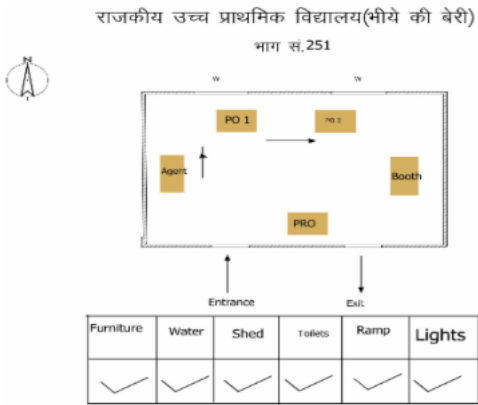 राजकीय उच्च प्राथमिक विद्यालय(भीये की बेरी)
भाग सं.251
W W
PO 1 PO 2
Agent Booth
PRO
Entrance Exit
Furniture Water Shed Toilets Ramp Lights